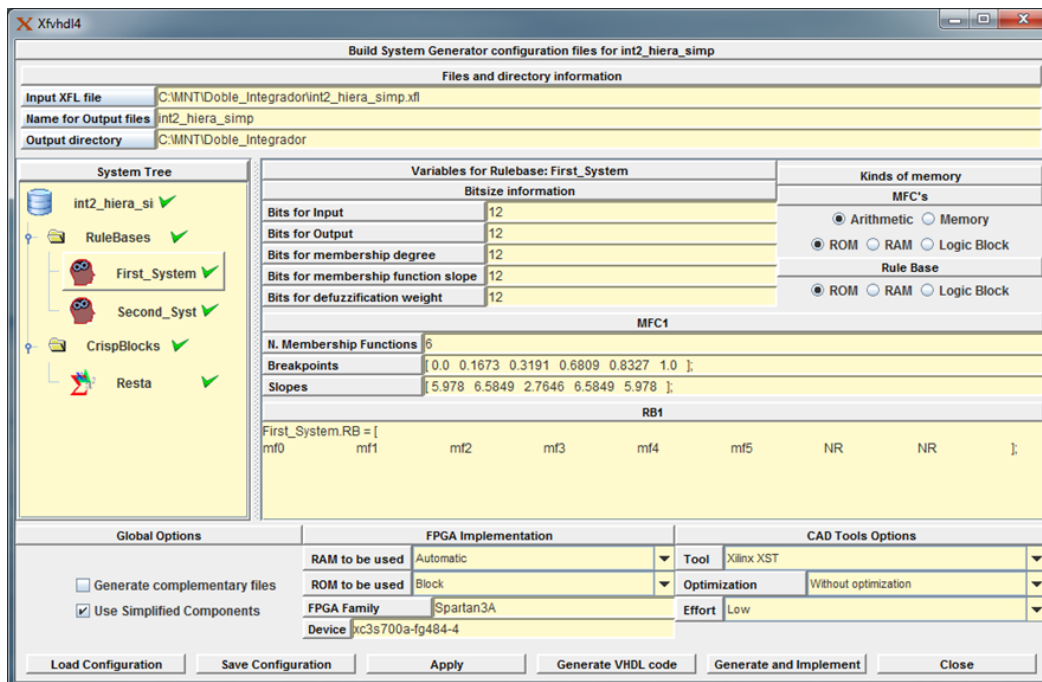 Xfvhdl4
Build System Generator configuration files for int2_hiera_simp
Files and directory information
Input XFL file C:\MNT\Doble_Integrador\int2_hiera_simp.xfl
Name for Output files int2_hiera_simp
Output directory C:\MNT\Doble_Integrador
System Tree
int2_hiera_si
RuleBases
First_System
Second_Syst
CrispBlocks
Resta
Variables for Rulebase: First_System
Bitsize information
Bits for Input 12
Bits for Output 12
Bits for membership degree 12
Bits for membership function slope 12
Bits for defuzzification weight 12
Kinds of memory
MFC's
Arithmetic Memory
ROM RAM Logic Block
Rule Base
ROM RAM Logic Block
MFC1
N. Membership Functions 6
Breakpoints [ 0.0 0.1673 0.3191 0.6809 0.8327 1.0 ];
Slopes [ 5.978 6.5849 2.7646 6.5849 5.978 ];
RB1
First_System.RB = [
mf0 mf1 mf2 mf3 mf4 mf5 NR NR ];
Global Options
Generate complementary files
Use Simplified Components
FPGA Implementation
RAM to be used Automatic
ROM to be used Block
FPGA Family Spartan3A
Device xc3s700a-fg484-4
CAD Tools Options
Tool Xilinx XST
Optimization Without optimization
Effort Low
Load Configuration Save Configuration Apply Generate VHDL code Generate and Implement Close